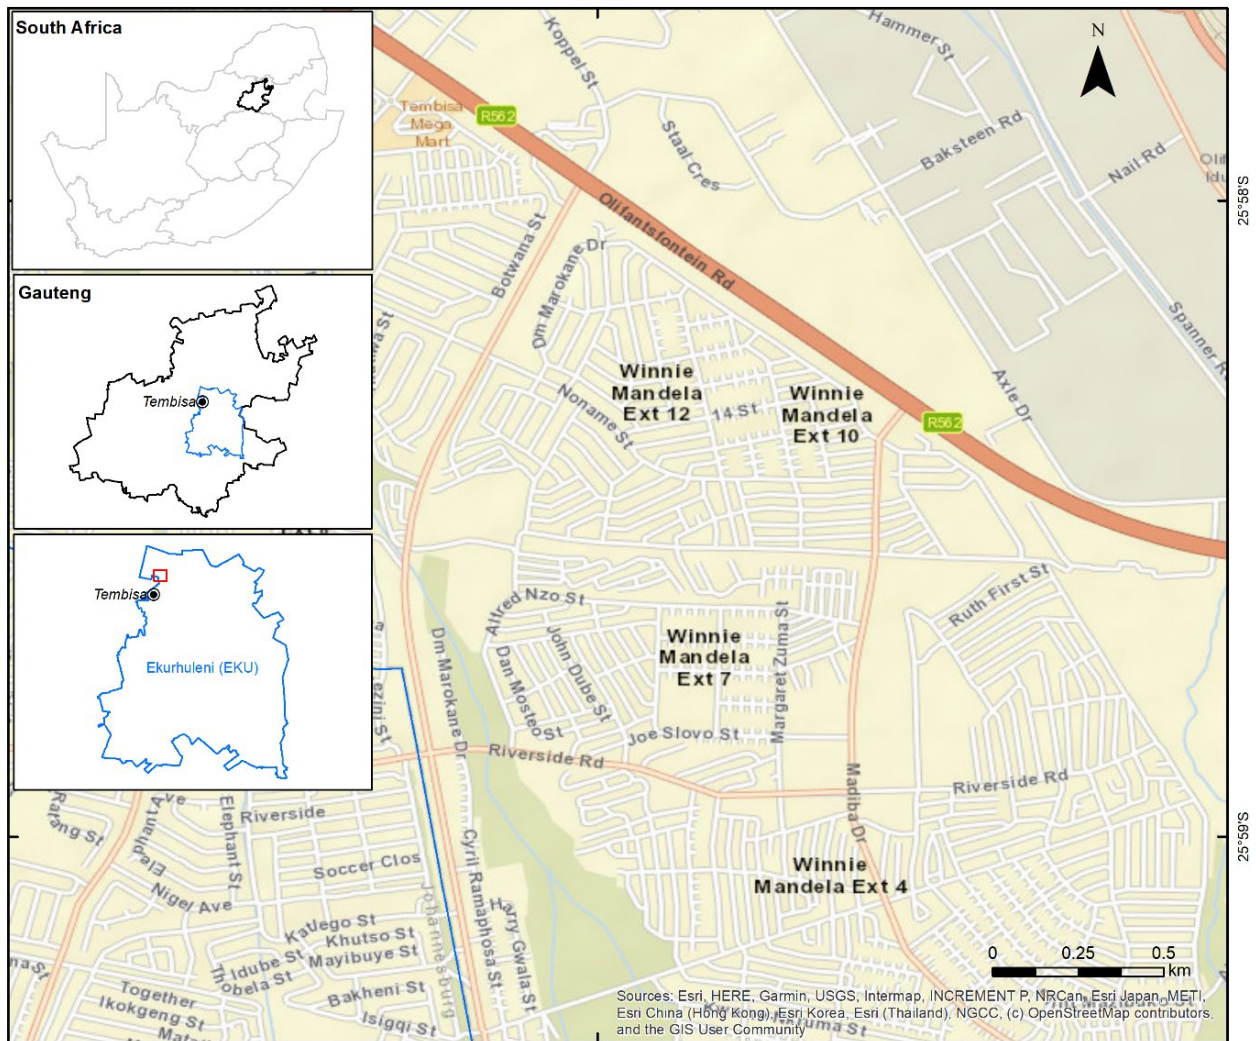 South Africa
Gauteng
Tembisa
Tembisa
Ekurhuleni (EKU)
N
Koppel St
Hammer St
Tembisa
Mega
Mart
R562
Staal Cres
Baksteen Rd
Nail Rd
25°58'S
Olifantsfontein Rd
Botwana St
Dm Marokane Dr
Spanner R
Axle Dr
Winnie
Mandela
Ext 12
14 St
Winnie
Mandela
Ext 10
R562
Noname St
Ruth First St
Alfred Nzo St
John Dube St
Dan Mosteo St
Winnie
Mandela
Ext 7
Margaret Zuma St
Joe Slovo St
Dm Marokane Dr
Riverside Rd
Riverside Rd
Madiba Dr
25°59'S
Winnie
Mandela Ext 4
Elephant Ave
Elephant St
Riverside
Soccer Clos
Nigel Ave
Katlego St
Khutso St
Mayibuye St
Idube St
Thobela St
Bakheni St
Together
Ikokgeng St
Isigqi St
Johannesburg
Cyril Ramaphosa St
Harry Gwala St
0 0.25 0.5
km
Sources: Esri, HERE, Garmin, USGS, Intermap, INCREMENT P, NRCan, Esri Japan, METI,
Esri China (Hong Kong), Esri Korea, Esri (Thailand), NGCC, (c) OpenStreetMap contributors,
and the GIS User Community